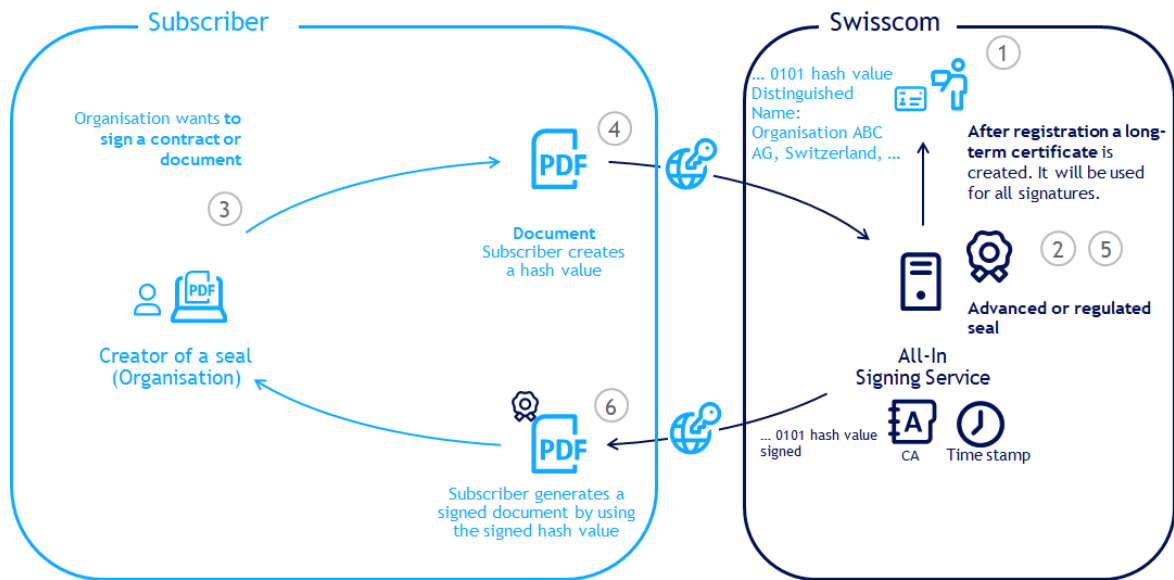 Subscriber
Swisscom
1
... 0101 hash value
Distinguished
Name:
Organisation ABC
AG, Switzerland, ...
After registration a long-
term certificate is
created. It will be used
for all signatures.
Organisation wants to
sign a contract or
document
3
PDF
4
Document
Subscriber creates
a hash value
2
5
Advanced or regulated
seal
PDF
Creator of a seal
(Organisation)
All-In
Signing Service
A
CA
Time stamp
... 0101 hash value
signed
6
PDF
Subscriber generates a
signed document by using
the signed hash value